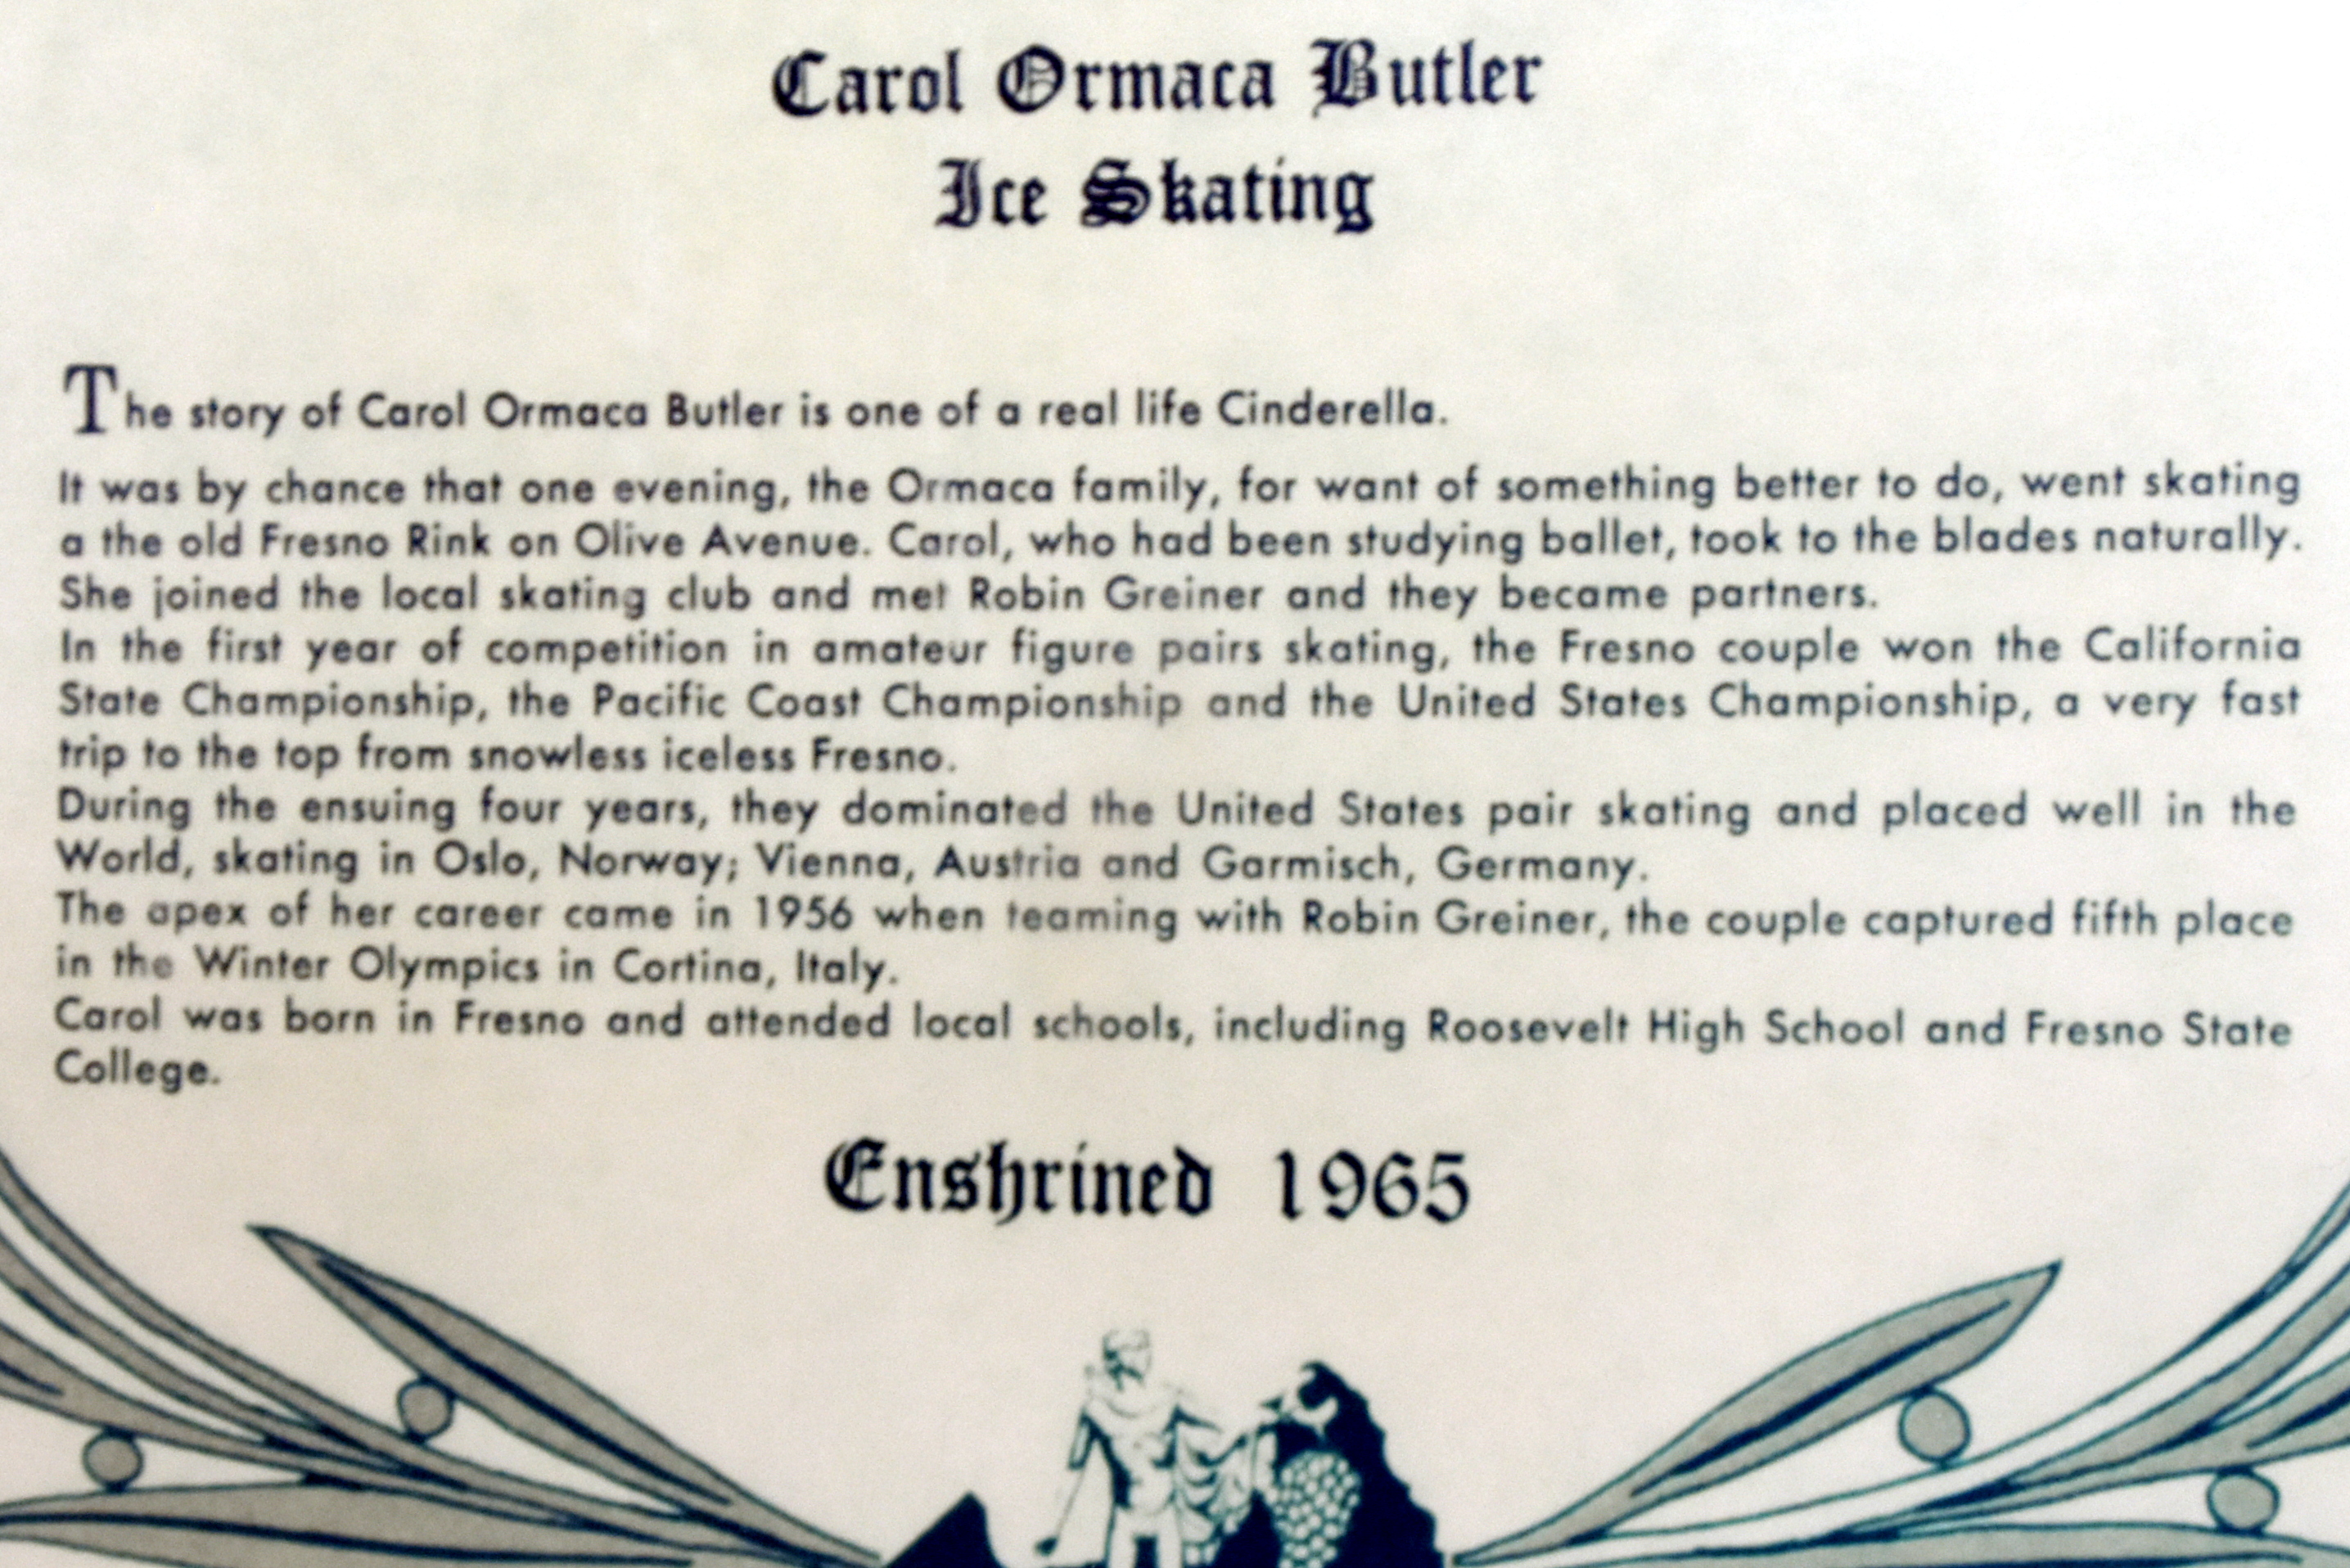 Carol Ormaca Butler
Ice Skating
The story of Carol Ormaca Butler is one of a real life Cinderella.
It was by chance that one evening, the Ormaca family, for want of something better to do, went skating
a the old Fresno Rink on Olive Avenue. Carol, who had been studying ballet, took to the blades naturally.
She joined the local skating club and met Robin Greiner and they became partners.
In the first year of competition in amateur figure pairs skating, the Fresno couple won the California
State Championship, the Pacific Coast Championship and the United States Championship, a very fast
trip to the top from snowless iceless Fresno.
During the ensuing four years, they dominated the United States pair skating and placed well in the
World, skating in Oslo, Norway; Vienna, Austria and Garmisch, Germany.
The apex of her career came in 1956 when teaming with Robin Greiner, the couple captured fifth place
in the Winter Olympics in Cortina, Italy.
Carol was born in Fresno and attended local schools, including Roosevelt High School and Fresno State
College.
Enshrined 1965